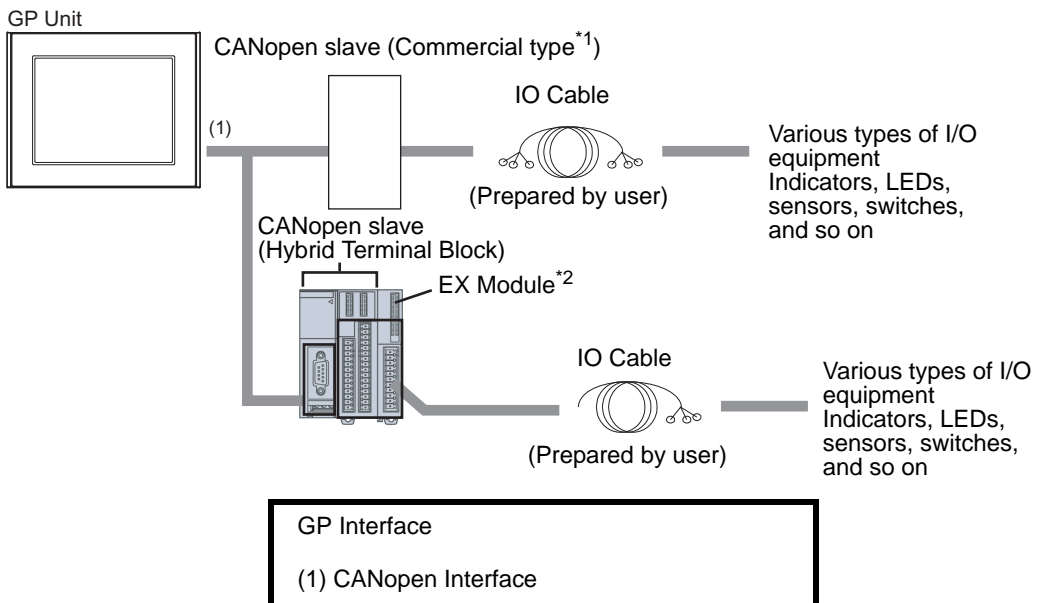 GP Unit
CANopen slave (Commercial type*1)
IO Cable
(1)
(Prepared by user)
Various types of I/O
equipment
Indicators, LEDs,
sensors, switches,
and so on
CANopen slave
(Hybrid Terminal Block)
EX Module*2
IO Cable
(Prepared by user)
Various types of I/O
equipment
Indicators, LEDs,
sensors, switches,
and so on
GP Interface
(1) CANopen Interface